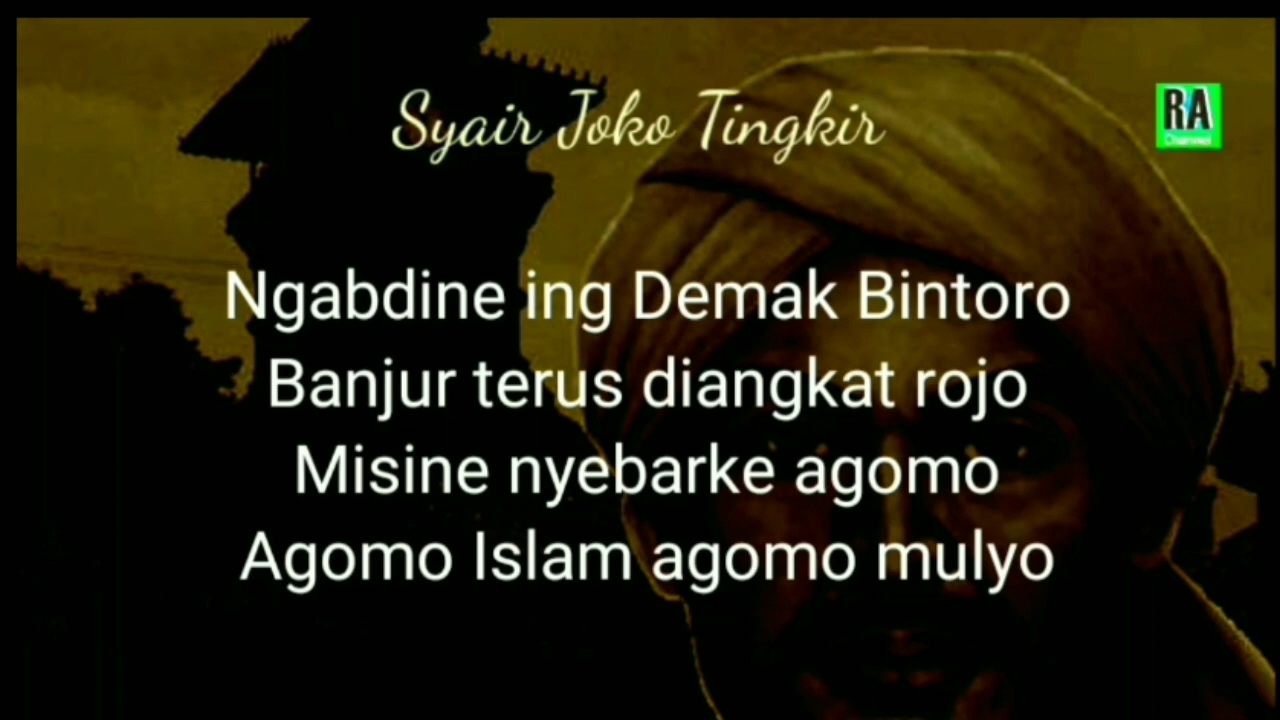 Syair Joko Tingkir
RA
Channel
Ngabdine ing Demak Bintoro
Banjur terus diangkat rojo
Misine nyebarke agomo
Agomo Islam agomo mulyo